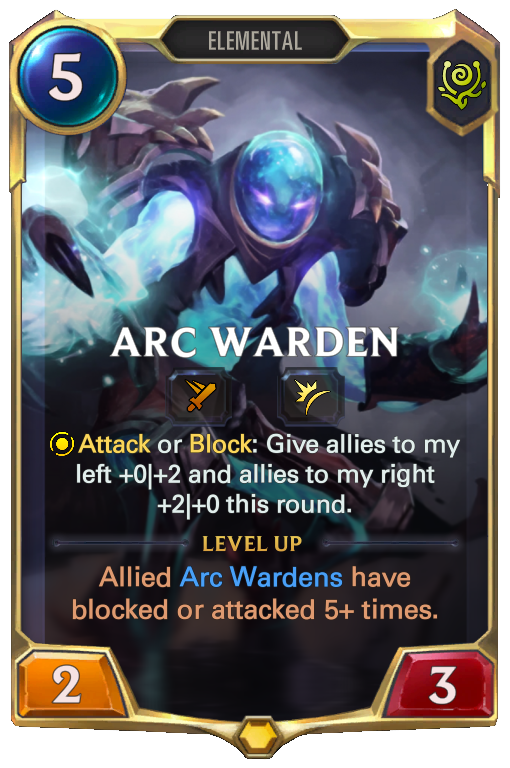 5
ELEMENTAL
ARC WARDEN
Attack or Block: Give allies to my
left +0|+2 and allies to my right
+2|+0 this round.
LEVEL UP
Allied Arc Wardens have
blocked or attacked 5+ times.
2
3